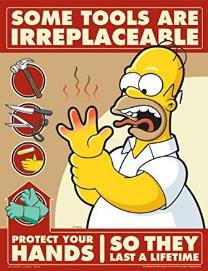 SOME TOOLS ARE
IRREPLACEABLE
PROTECT YOUR
HANDS
SO THEY
LAST A LIFETIME